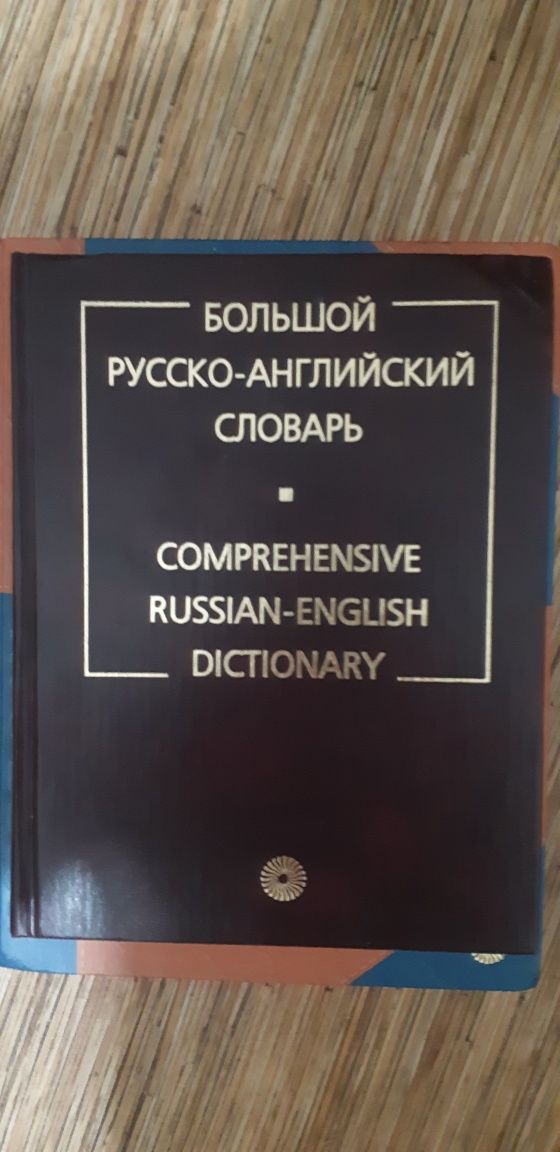 БОЛЬШОЙ
РУССКО-АНГЛИЙСКИЙ
СЛОВАРЬ
COMPREHENSIVE
RUSSIAN-ENGLISH
DICTIONARY